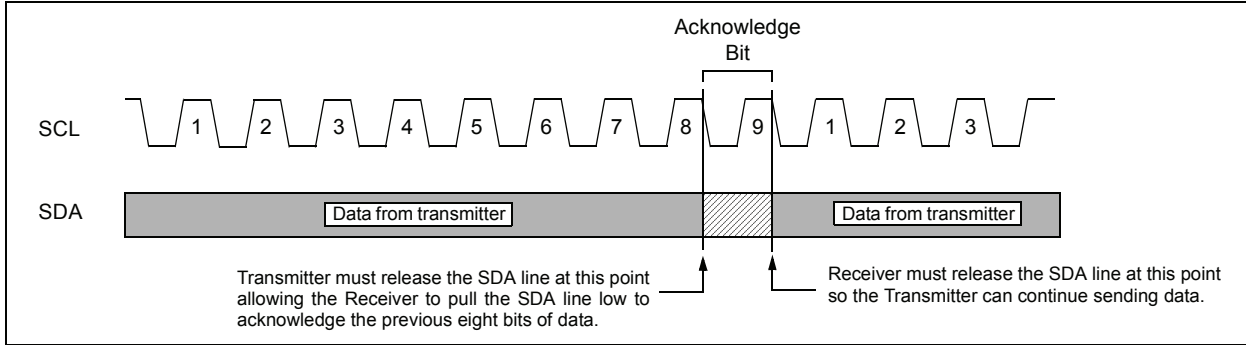 Acknowledge
Bit
SCL
1 2 3 4 5 6 7 8 9 1 2 3
SDA
Data from transmitter
Data from transmitter
Transmitter must release the SDA line at this point
allowing the Receiver to pull the SDA line low to
acknowledge the previous eight bits of data.
Receiver must release the SDA line at this point
so the Transmitter can continue sending data.